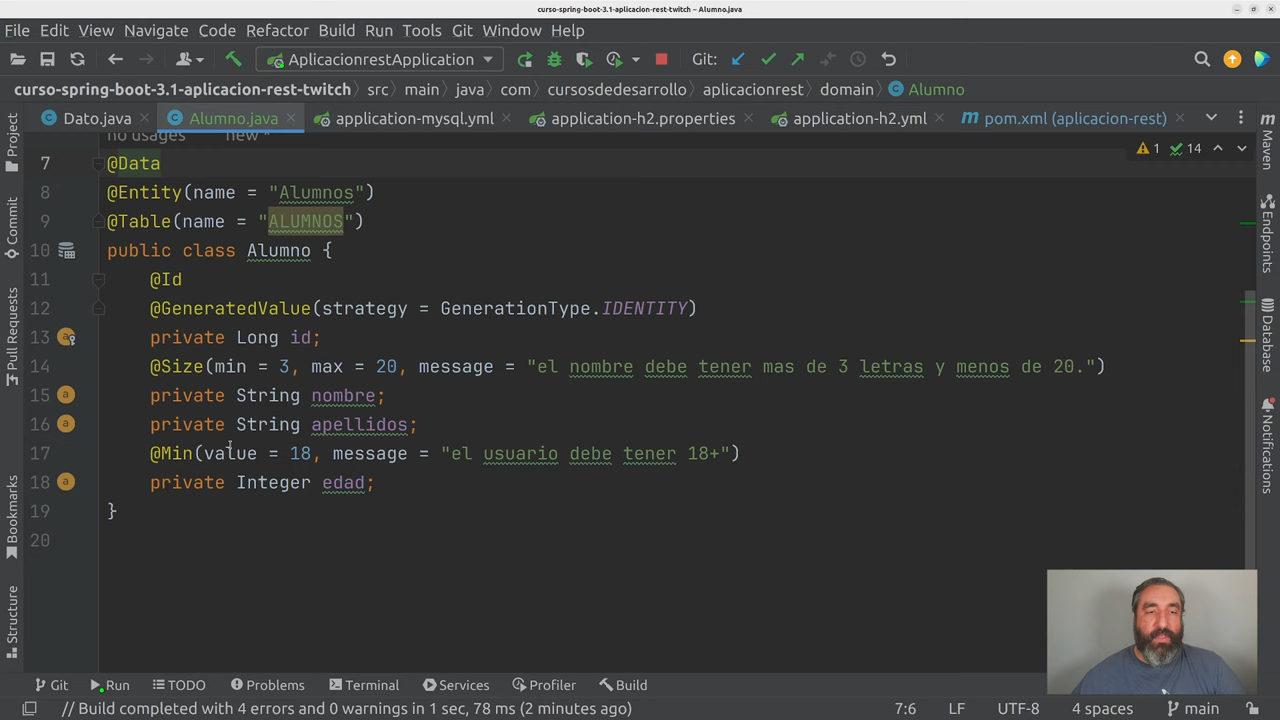 curso-spring-boot-3.1-aplicacion-rest-twitch – Alumno.java
File Edit View Navigate Code Refactor Build Run Tools Git Window Help
AplicacionrestApplication Git:
curso-spring-boot-3.1-aplicacion-rest-twitch src main java com cursosdedesarrollo aplicacionrest domain Alumno
Dato.java Alumno.java application-mysql.yml application-h2.properties application-h2.yml pom.xml (aplicacion-rest)
no usages new *
1 14
7 @Data
8 @Entity(name = "Alumnos")
9 @Table(name = "ALUMNOS")
10 public class Alumno {
11 @Id
12 @GeneratedValue(strategy = GenerationType.IDENTITY)
13 private Long id;
14 @Size(min = 3, max = 20, message = "el nombre debe tener mas de 3 letras y menos de 20.")
15 private String nombre;
16 private String apellidos;
17 @Min(value = 18, message = "el usuario debe tener 18+")
18 private Integer edad;
19 }
20
Project
Commit
Pull Requests
Bookmarks
Structure
Maven
Endpoints
Database
Notifications
Git Run TODO Problems Terminal Services Profiler Build
// Build completed with 4 errors and 0 warnings in 1 sec, 78 ms (2 minutes ago) 7:6 LF UTF-8 4 spaces main